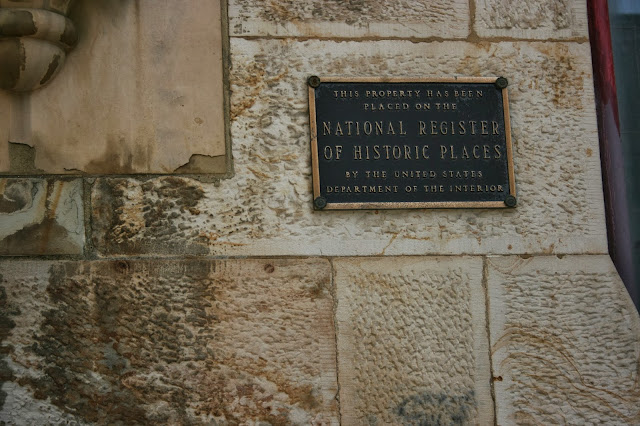 THIS PROPERTY HAS BEEN
PLACED ON THE
NATIONAL REGISTER
OF HISTORIC PLACES
BY THE UNITED STATES
DEPARTMENT OF THE INTERIOR